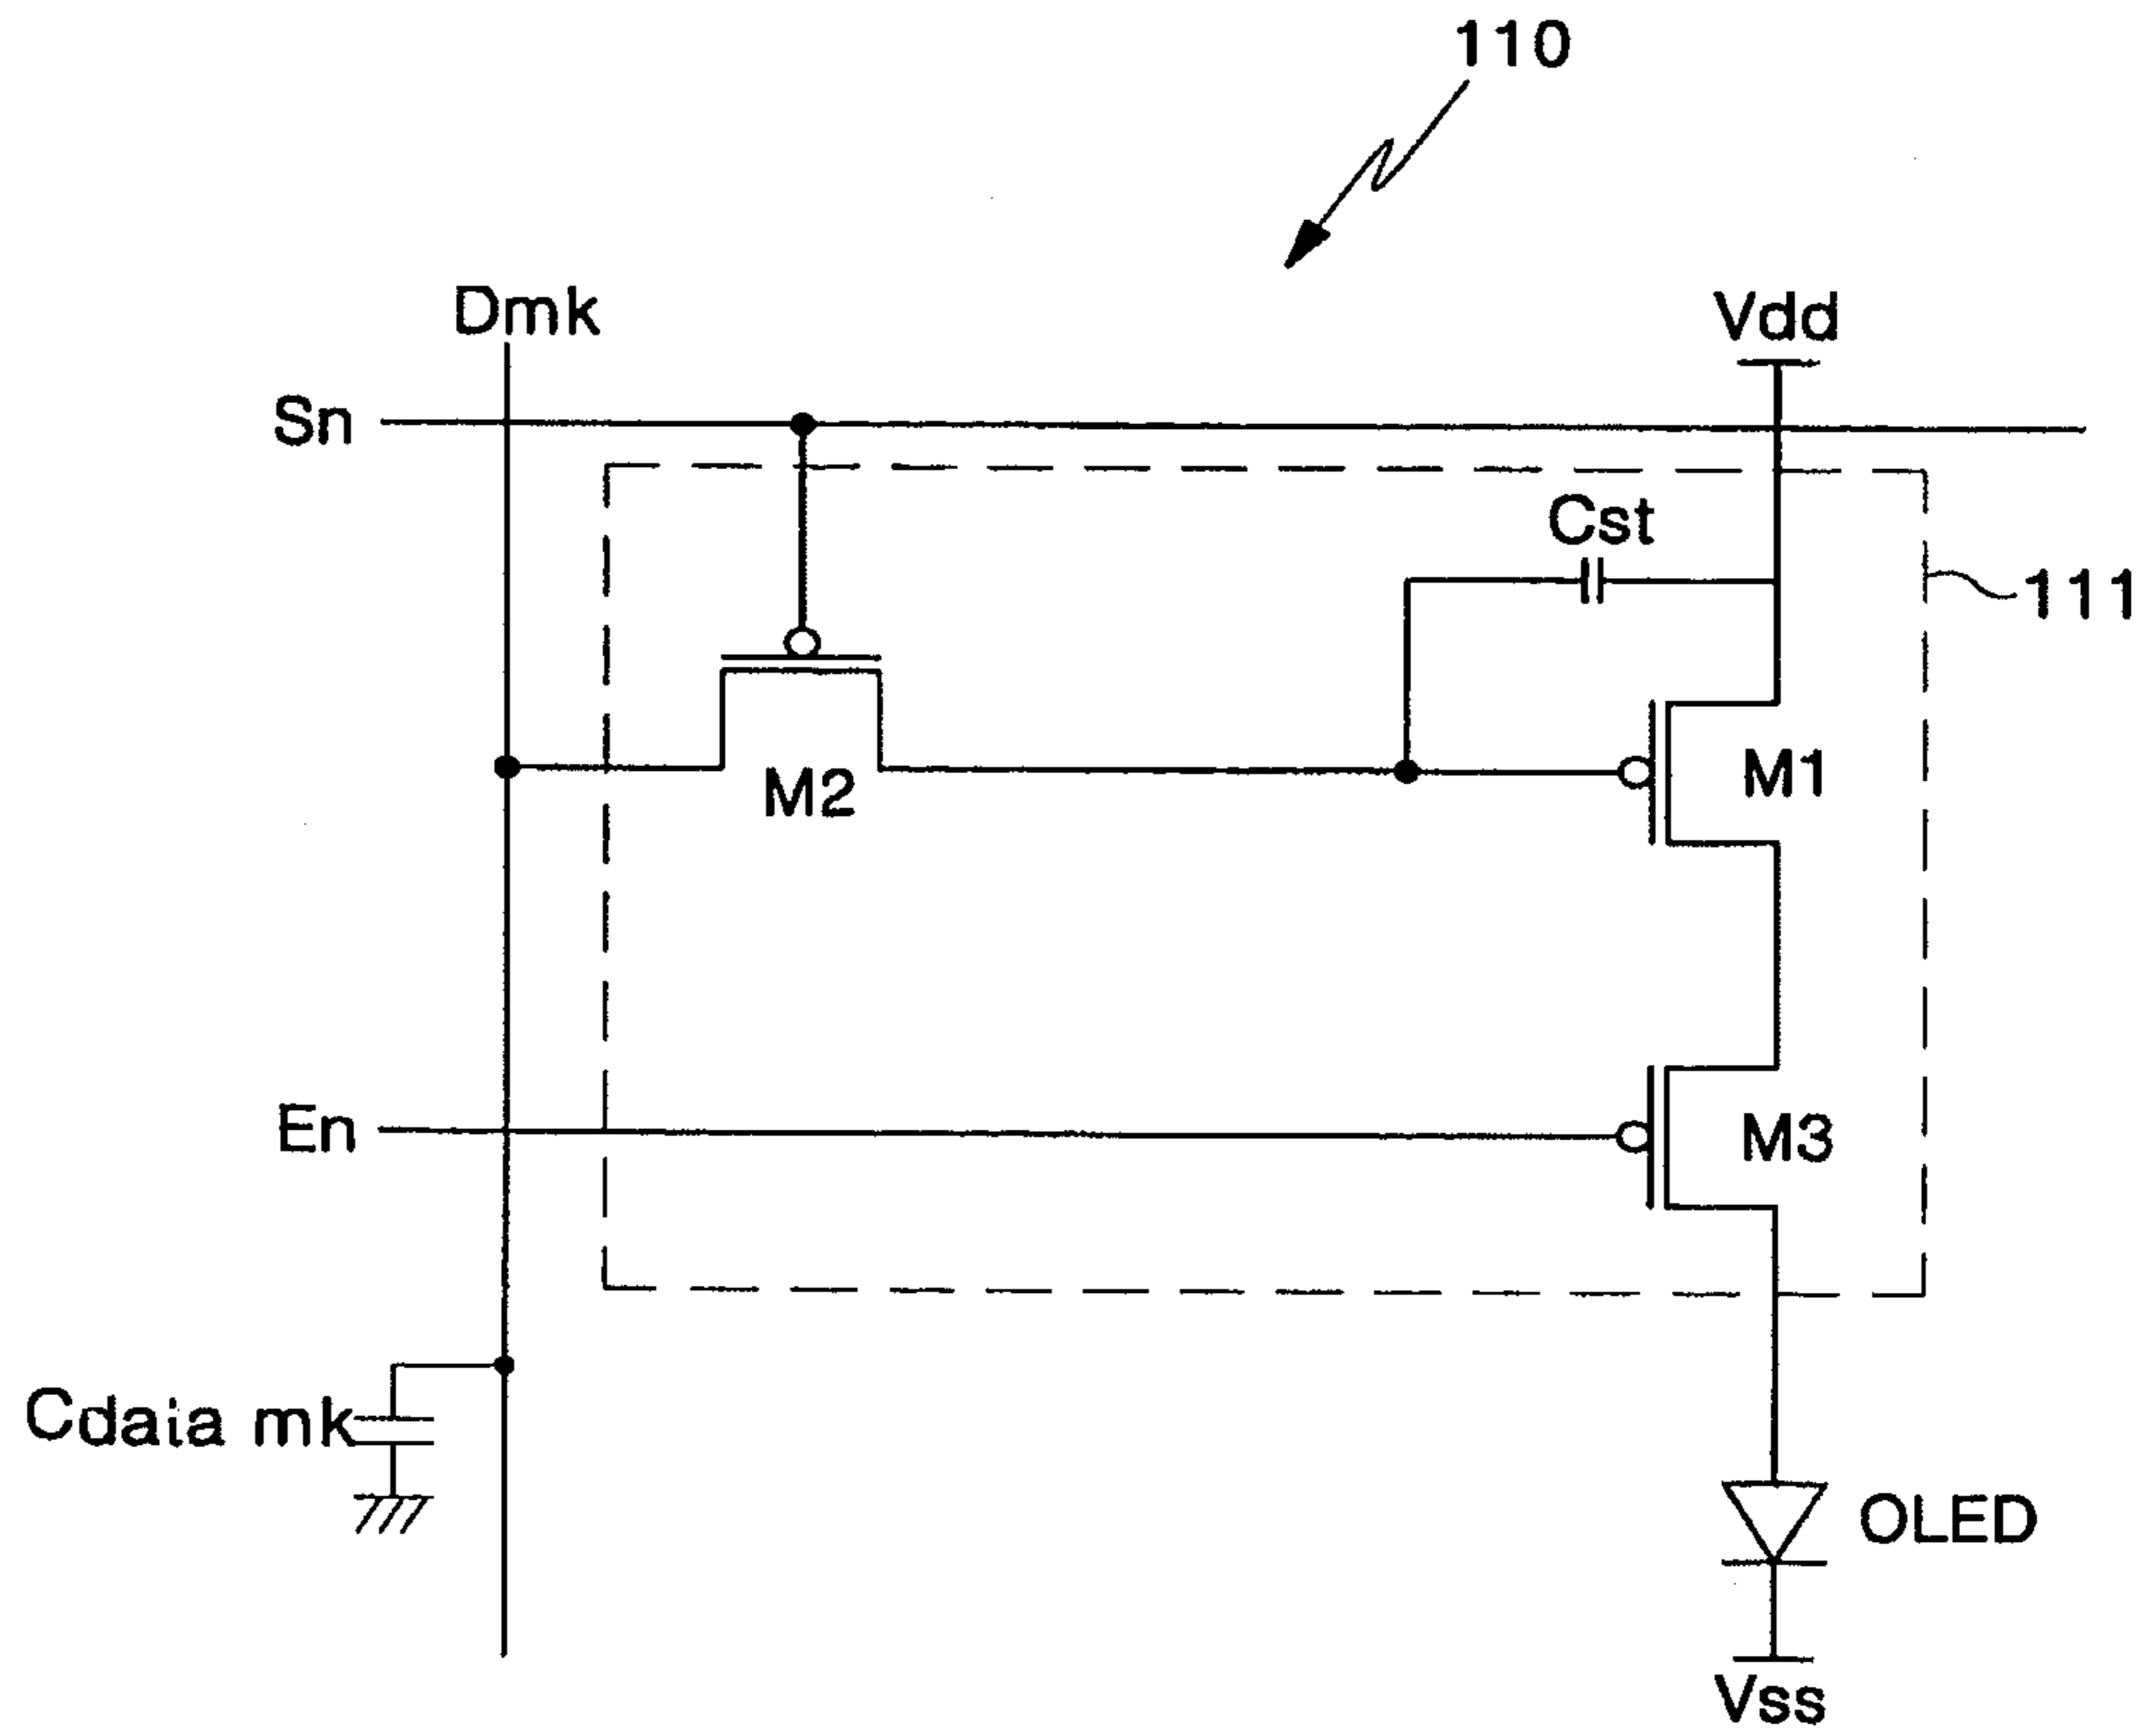 110
Dmk
Vdd
Sn
Cst
111
M1
M2
En
M3
Cdaia mk
OLED
Vss